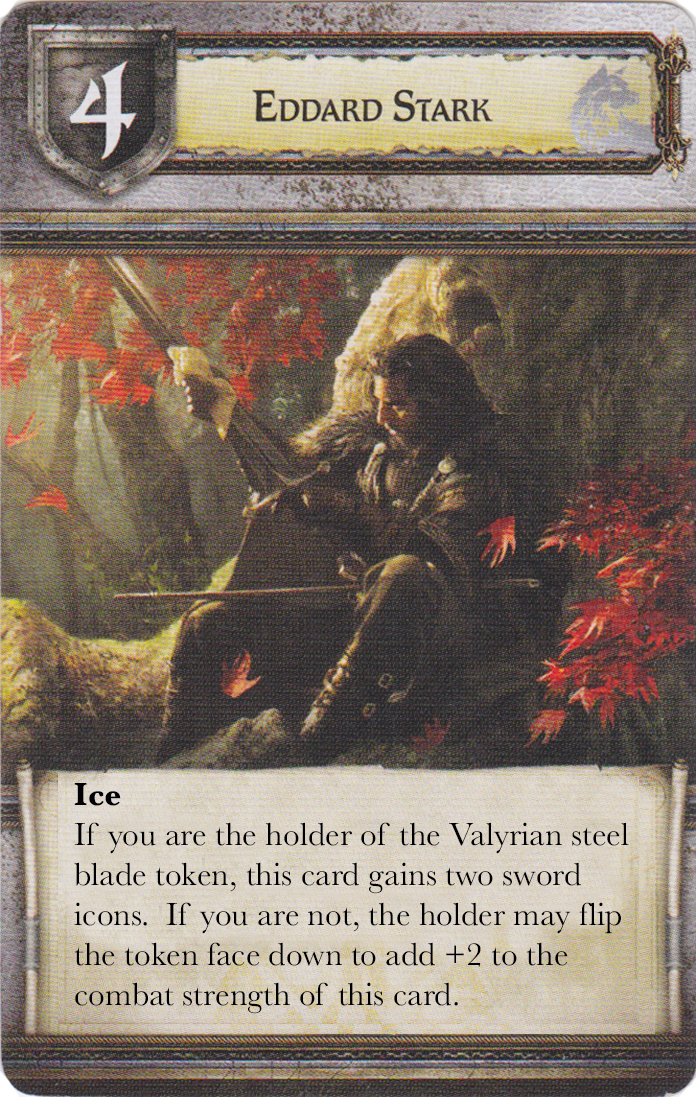 4
Eddard Stark
Ice
If you are the holder of the Valyrian steel
blade token, this card gains two sword
icons.  If you are not, the holder may flip
the token face down to add +2 to the
combat strength of this card.